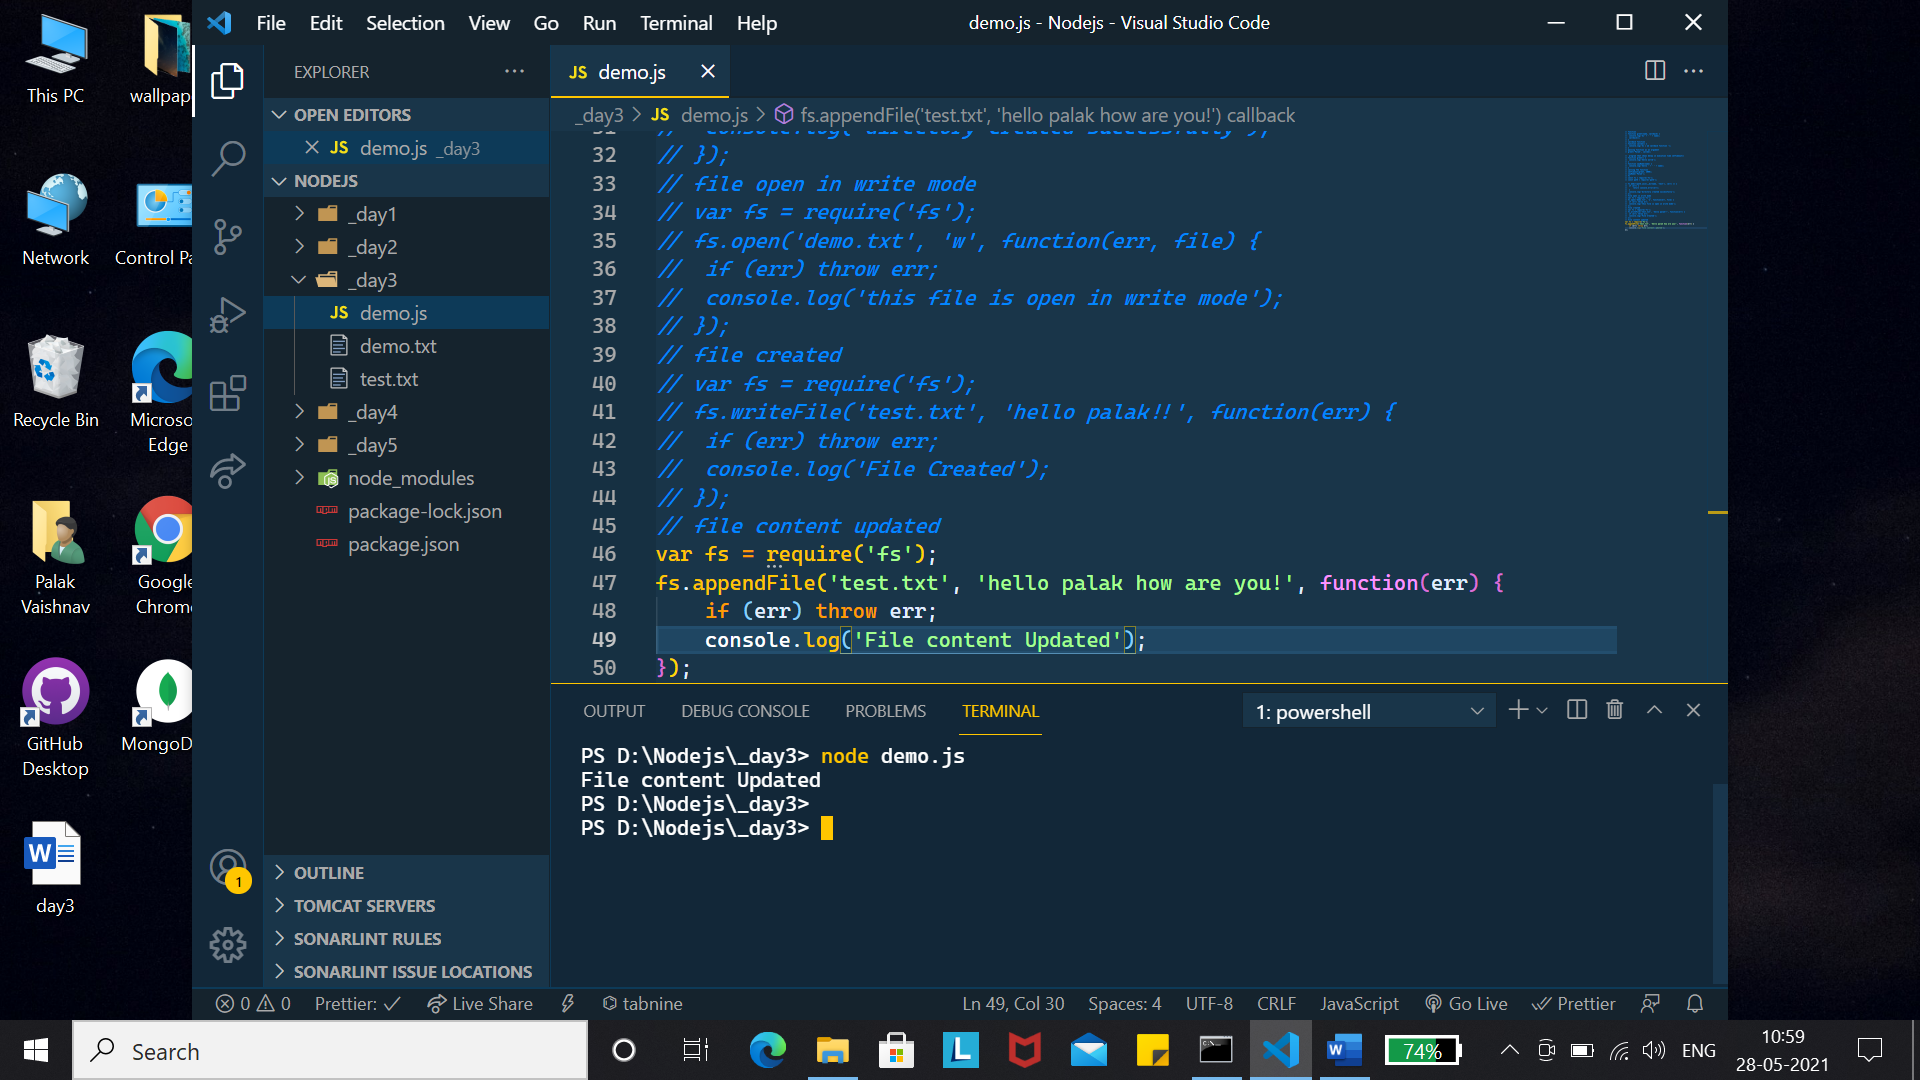 This PC
wallpap
Network
Control Pa
Recycle Bin
Microso
Edge
Palak
Vaishnav
Google
Chrom
GitHub
Desktop
MongoD
W
day3
File Edit Selection View Go Run Terminal Help
demo.js - Nodejs - Visual Studio Code
EXPLORER
OPEN EDITORS
JS demo.js _day3
NODEJS
_day1
_day2
_day3
JS demo.js
demo.txt
test.txt
_day4
_day5
node_modules
package-lock.json
package.json
OUTLINE
TOMCAT SERVERS
SONARLINT RULES
SONARLINT ISSUE LOCATIONS
1
JS demo.js
_day3 > JS demo.js > fs.appendFile('test.txt', 'hello palak how are you!') callback
31 // console.log('directory created successfully');
32 // });
33 // file open in write mode
34 // var fs = require('fs');
35 // fs.open('demo.txt', 'w', function(err, file) {
36 // if (err) throw err;
37 // console.log('this file is open in write mode');
38 // });
39 // file created
40 // var fs = require('fs');
41 // fs.writeFile('test.txt', 'hello palak!!', function(err) {
42 // if (err) throw err;
43 // console.log('File Created');
44 // });
45 // file content updated
46 var fs = require('fs');
47 fs.appendFile('test.txt', 'hello palak how are you!', function(err) {
48 if (err) throw err;
49 console.log('File content Updated');
50 });
OUTPUT DEBUG CONSOLE PROBLEMS TERMINAL 1: powershell
PS D:\Nodejs\_day3> node demo.js
File content Updated
PS D:\Nodejs\_day3>
PS D:\Nodejs\_day3>
0 0 Prettier: Live Share tabnine Ln 49, Col 30 Spaces: 4 UTF-8 CRLF JavaScript Go Live Prettier
Search
L
W
74%
ENG
10:59
28-05-2021